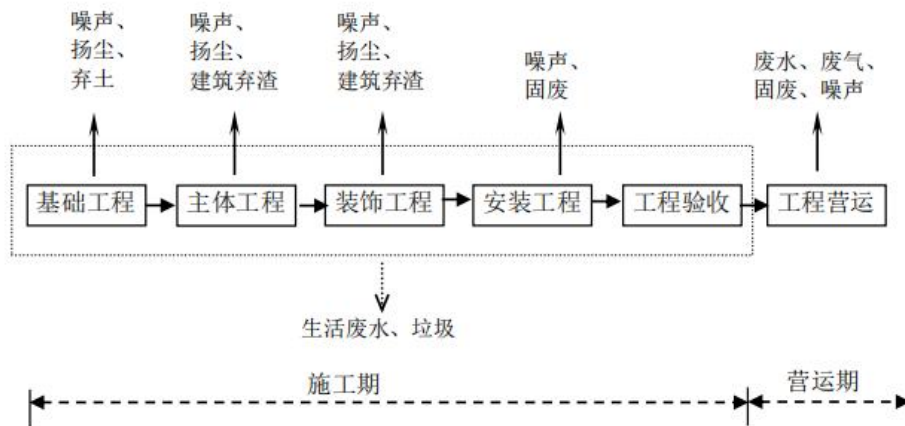 噪声、
扬尘、
弃土
噪声、
扬尘、
建筑弃渣
噪声、
扬尘、
建筑弃渣
噪声、
固废
废水、废气、
固废、噪声
基础工程
主体工程
装饰工程
安装工程
工程验收
工程营运
生活废水、垃圾
施工期
营运期